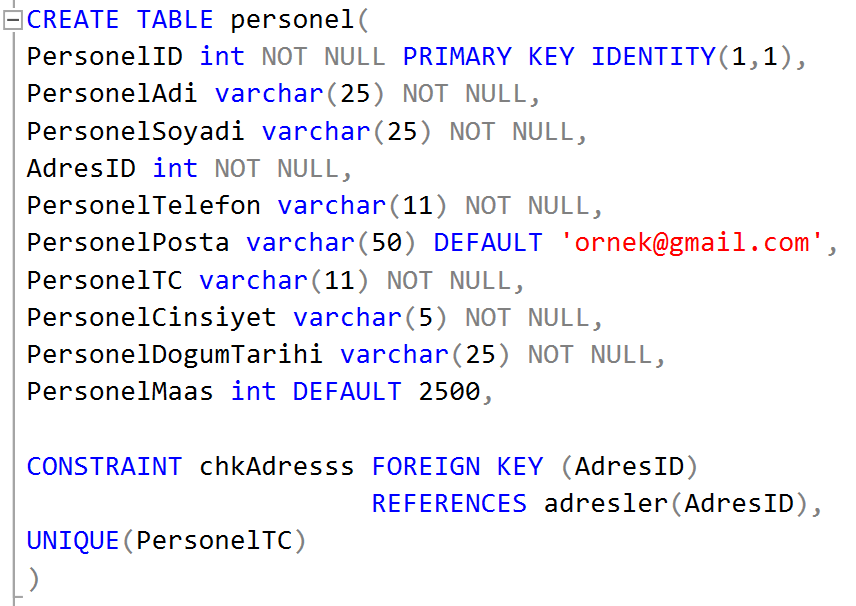 CREATE TABLE personel(
PersonelID int NOT NULL PRIMARY KEY IDENTITY(1,1),
PersonelAdi varchar(25) NOT NULL,
PersonelSoyadi varchar(25) NOT NULL,
AdresID int NOT NULL,
PersonelTelefon varchar(11) NOT NULL,
PersonelPosta varchar(50) DEFAULT 'ornek@gmail.com',
PersonelTC varchar(11) NOT NULL,
PersonelCinsiyet varchar(5) NOT NULL,
PersonelDogumTarihi varchar(25) NOT NULL,
PersonelMaas int DEFAULT 2500,
CONSTRAINT chkAdresss FOREIGN KEY (AdresID)
REFERENCES adresler(AdresID),
UNIQUE(PersonelTC)
)